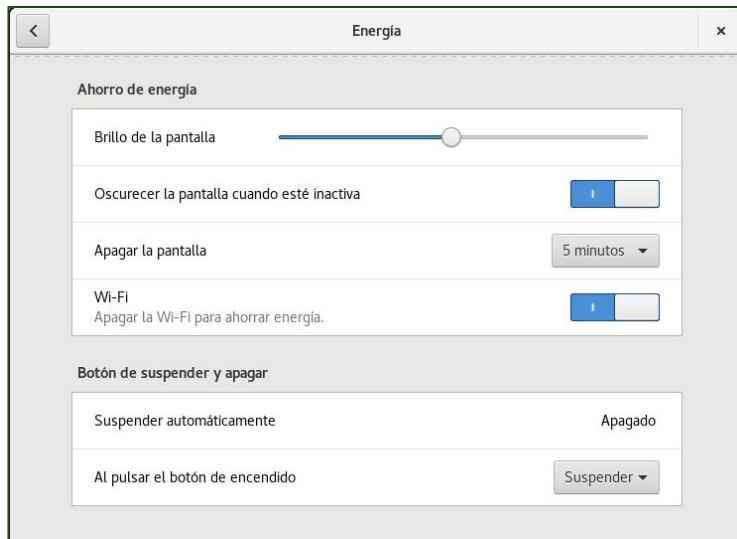 Energía
Ahorro de energía
Brillo de la pantalla
Oscurecer la pantalla cuando esté inactiva
Apagar la pantalla
5 minutos
Wi-Fi
Apagar la Wi-Fi para ahorrar energía.
Botón de suspender y apagar
Suspender automáticamente
Apagado
Al pulsar el botón de encendido
Suspender